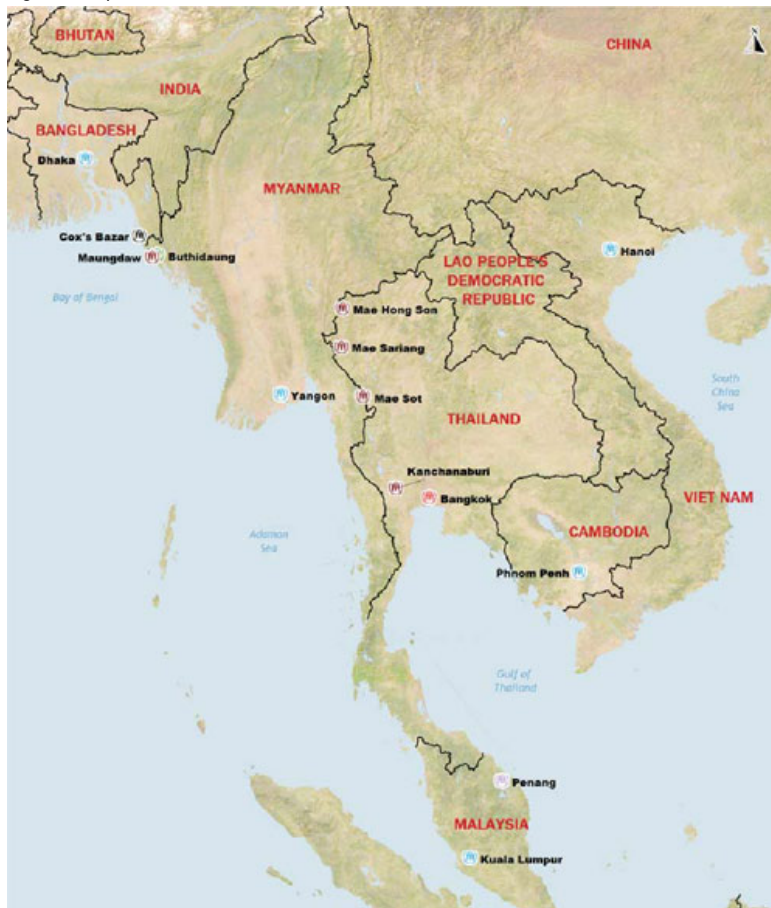 BHUTAN
CHINA
INDIA
BANGLADESH
Dhaka
MYANMAR
Cox's Bazar
Maungdaw
Buthidaung
Hanoi
LAO PEOPLE'S
DEMOCRATIC
REPUBLIC
Bay of Bengal
Mae Hong Son
Mae Sariang
South
China
Sea
Yangon
Mae Sot
THAILAND
Kanchanaburi
Bangkok
VIET NAM
Adaman
Sea
CAMBODIA
Phnom Penh
Gulf of
Thailand
Penang
MALAYSIA
Kuala Lumpur